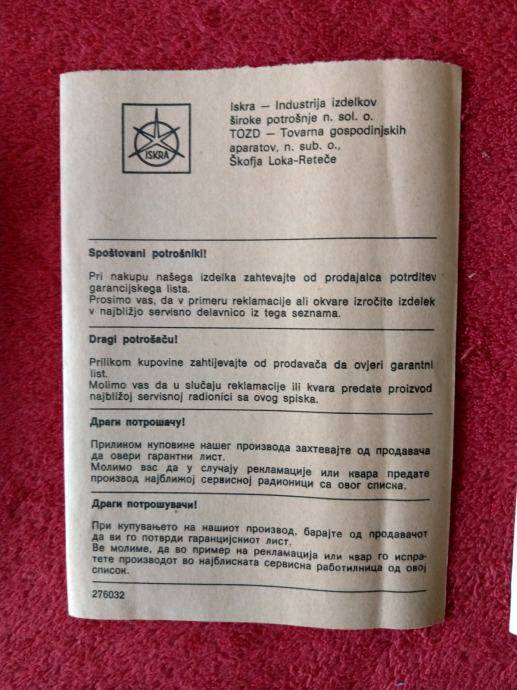 ISKRA
Iskra — Industrija izdelkov
široke potrošnje n. sol. o.
TOZD — Tovarna gospodinjskih
aparatov, n. sub. o.,
Škofja Loka-Reteče
Spoštovani potrošniki!
Pri nakupu našega izdelka zahtevajte od prodajalca potrditev
garancijskega lista.
Prosimo vas, da v primeru reklamacije ali okvare izročite izdelek
v najbližjo servisno delavnico iz tega seznama.
Dragi potrošaču!
Prilikom kupovine zahtijevajte od prodavača da ovjeri garantni
list.
Molimo vas da u slučaju reklamacije ili kvara predate proizvod
najbližoj servisnoj radionici sa ovog spiska.
Драги потрошачу!
Приликом куповине нашег производа захтевајте од продавача
да овери гарантни лист.
Молимо вас да у случају рекламације или квара предате
производ најближој сервисној радионици са овог списка.
Драги потрошувачи!
При купувањето на нашиот производ, барајте од продавачот
да ви го потврди гаранцијниот лист.
Ве молиме, да во пример на рекламација или квар го испра-
тете производот во најблиската сервисна работилница од овој
список.
276032